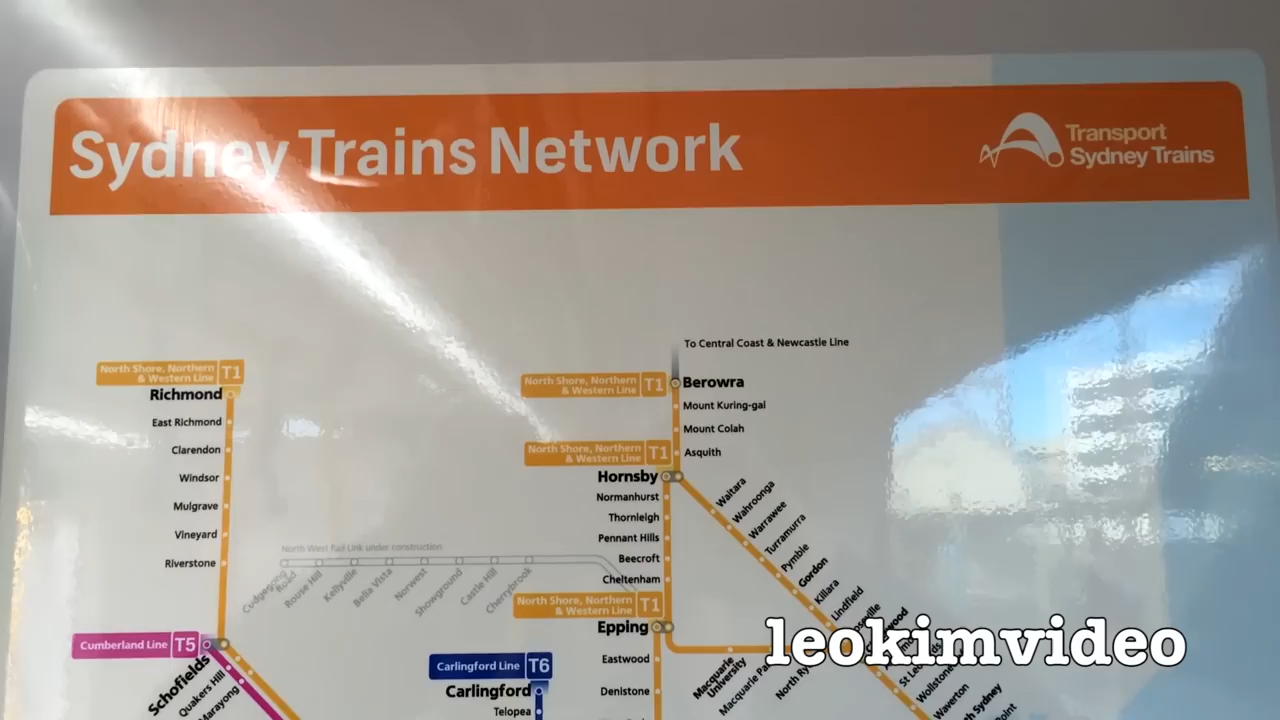 Sydney Trains Network
Transport
Sydney Trains
To Central Coast & Newcastle Line
North Shore, Northern
& Western Line
T1
Richmond
East Richmond
Clarendon
Windsor
Mulgrave
Vineyard
Riverstone
North Shore, Northern
& Western Line
T1
Berowra
Mount Kuring-gai
Mount Colah
Asquith
North Shore, Northern
& Western Line
T1
Hornsby
Normanhurst
Thornleigh
Pennant Hills
Beecroft
Cheltenham
Waitara
Wahroonga
Warrawee
Turramurra
Pymble
Gordon
Killara
Lindfield
North West Rail Link under construction
Cudgegong
Road
Rouse Hill
Kellyville
Bella Vista
Norwest
Showground
Castle Hill
Cherrybrook
North Shore, Northern
& Western Line
T1
Epping
Eastwood
Denistone
Macquarie
University
Macquarie
North
St
Waverton
Sydney
Cumberland Line T5
Schofields
Quakers Hill
Marayong
Carlingford Line T6
Carlingford
Telopea
leokimvideo